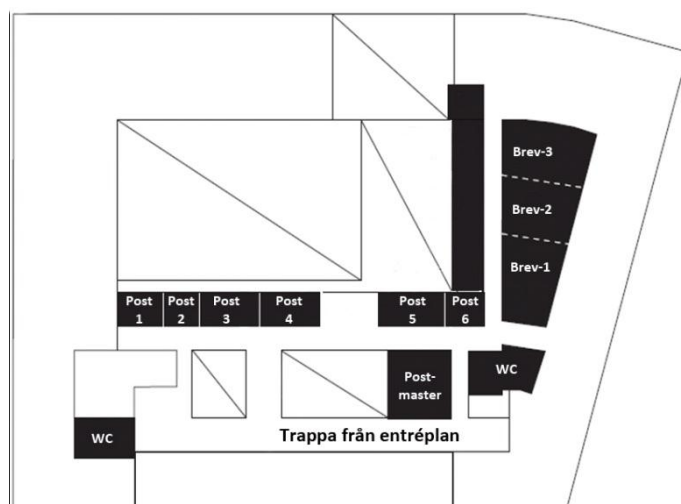 Brev-3
Brev-2
Brev-1
Post
1
Post
2
Post
3
Post
4
Post
5
Post
6
Post-
master
WC
WC
Trappa från entréplan